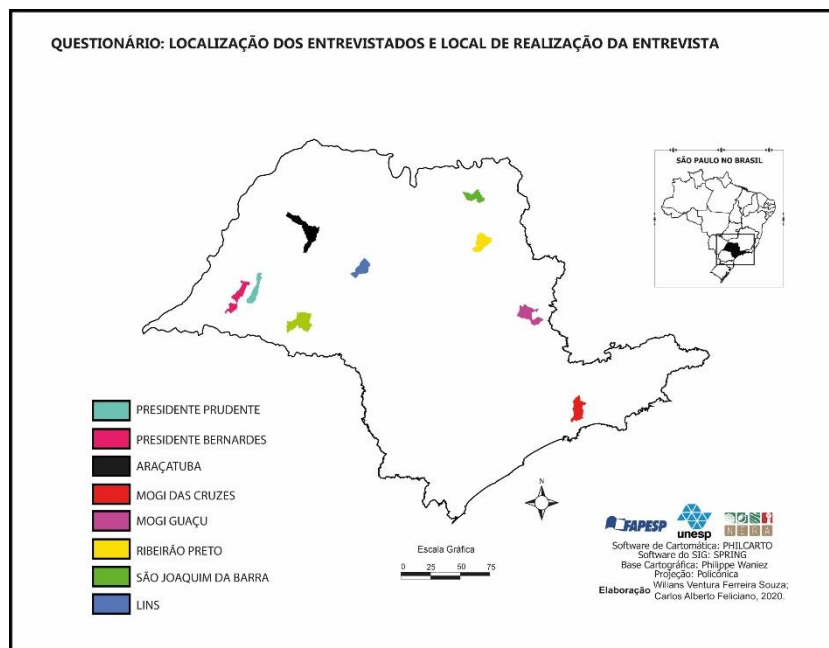 QUESTIONÁRIO: LOCALIZAÇÃO DOS ENTREVISTADOS E LOCAL DE REALIZAÇÃO DA ENTREVISTA
SÃO PAULO NO BRASIL
PRESIDENTE PRUDENTE
PRESIDENTE BERNARDES
ARAÇATUBA
MOGI DAS CRUZES
MOGI GUAÇU
RIBEIRÃO PRETO
SÃO JOAQUIM DA BARRA
LINS
N
Escala Gráfica
0 25 50 75
FAPESP
unesp
NERA
Software de Cartomática: PHILCARTO
Software do SIG: SPRING
Base Cartográfica: Philippe Waniez
Projeção: Policônica
Elaboração Wilians Ventura Ferreira Souza;
Carlos Alberto Feliciano, 2020.